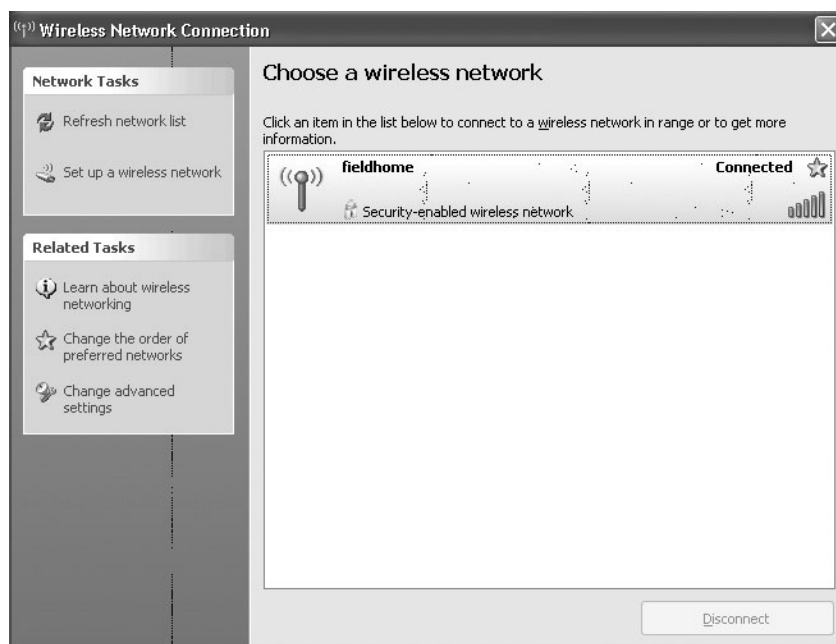 Wireless Network Connection
Network Tasks
Refresh network list
Set up a wireless network
Related Tasks
Learn about wireless
networking
Change the order of
preferred networks
Change advanced
settings
Choose a wireless network
Click an item in the list below to connect to a wireless network in range or to get more
information.
fieldhome Connected
Security-enabled wireless network
Disconnect